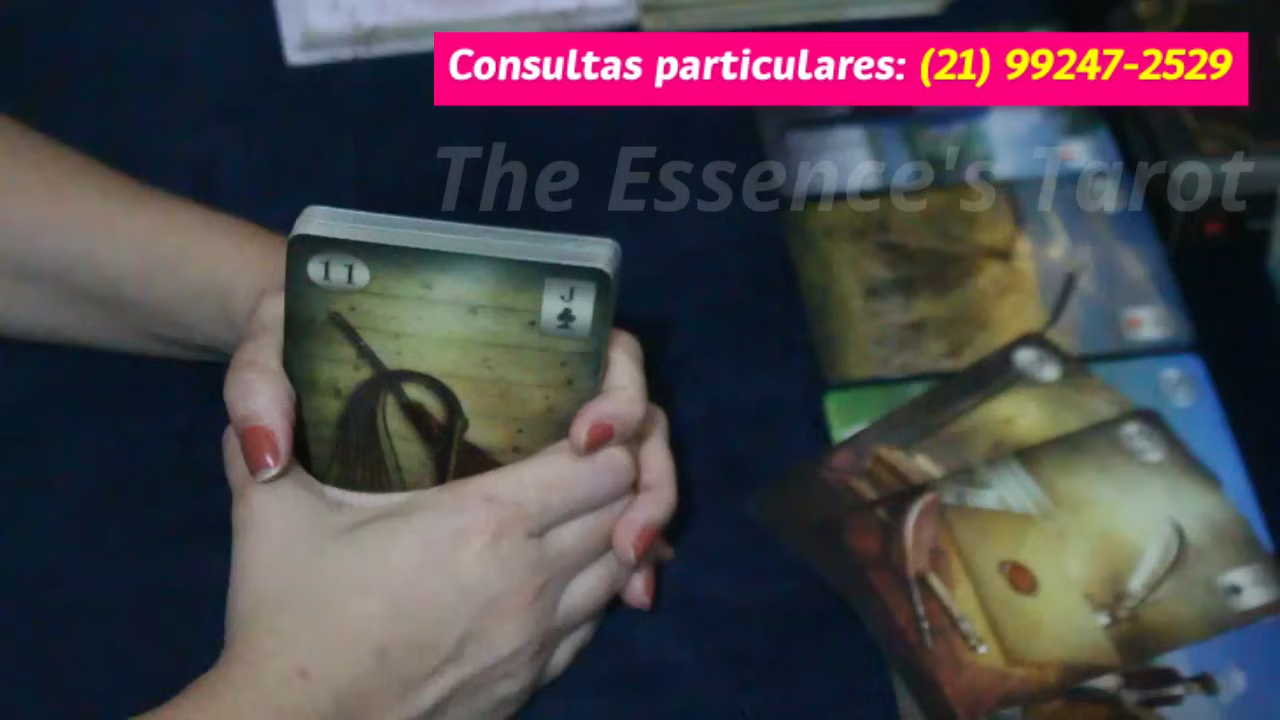 Consultas particulares: (21) 99247-2529
The Essence's Tarot
11
J